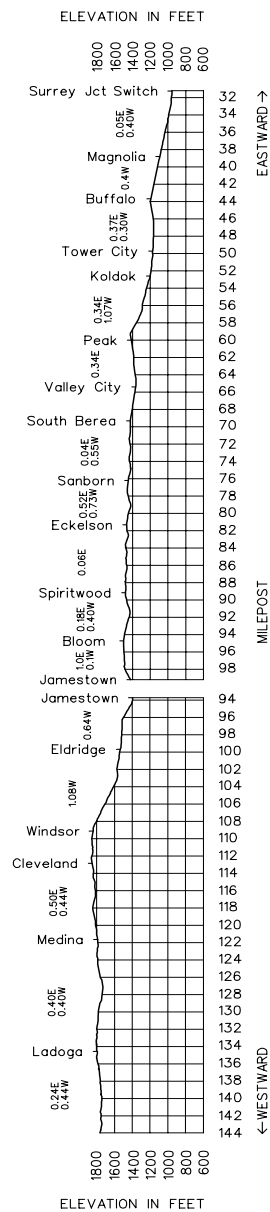 ELEVATION IN FEET
1800 1600 1400 1200 1000 800 600
Surrey Jct Switch 32
34
0.05E
0.40W
36
38
Magnolia
40
0.4W
42
Buffalo 44
46
0.37E
0.30W
48
Tower City 50
52
Koldok
54
0.34E
1.07W
56
58
Peak 60
62
0.34E
64
Valley City 66
68
South Berea 70
72
0.04E
0.55W
74
Sanborn 76
78
0.52E
0.73W
80
Eckelson 82
84
0.06E
86
88
Spiritwood 90
92
0.18E
0.40W
94
Bloom
96
1.0E
0.1W
98
Jamestown
EASTWARD →
MILEPOST
Jamestown 94
96
0.64W
98
Eldridge 100
102
104
1.08W
106
108
Windsor 110
112
Cleveland 114
116
0.50E
0.44W
118
120
Medina 122
124
126
128
0.40E
0.40W
130
132
Ladoga 134
136
138
0.24E
0.44W
140
142
144
← WESTWARD
1800 1600 1400 1200 1000 800 600
ELEVATION IN FEET